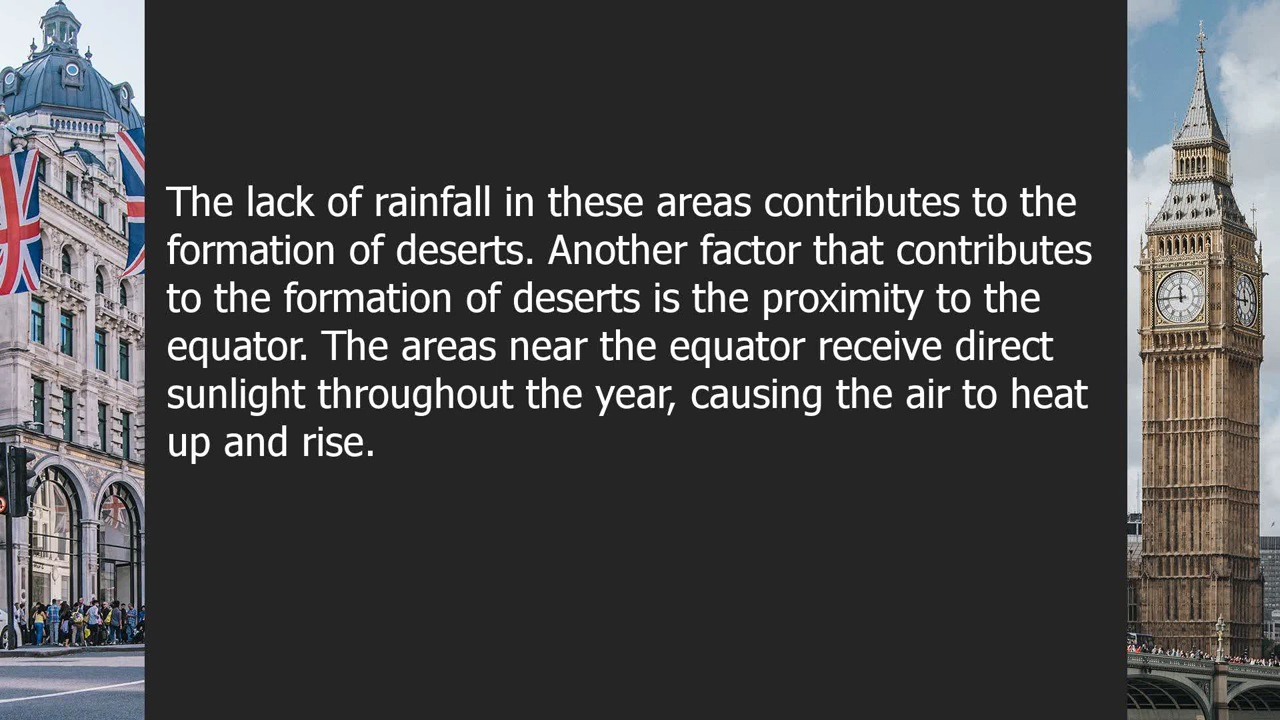 The lack of rainfall in these areas contributes to the
formation of deserts. Another factor that contributes
to the formation of deserts is the proximity to the
equator. The areas near the equator receive direct
sunlight throughout the year, causing the air to heat
up and rise.